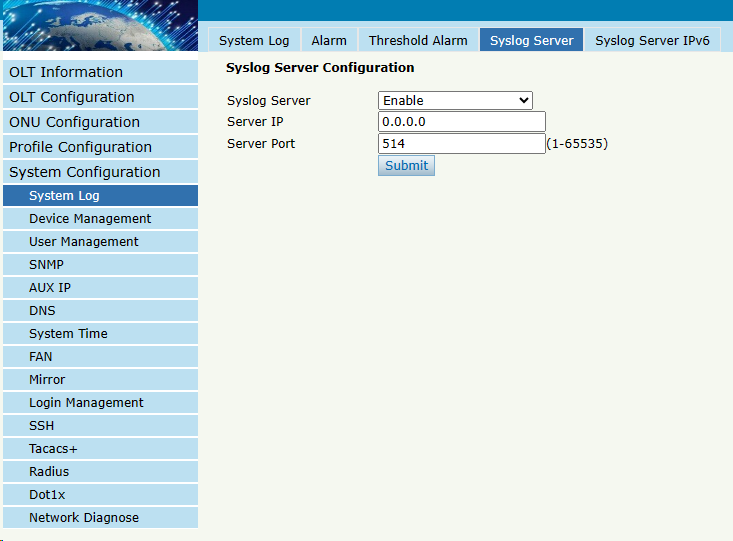 System Log
Alarm
Threshold Alarm
Syslog Server
Syslog Server IPv6
OLT Information
OLT Configuration
ONU Configuration
Profile Configuration
System Configuration
System Log
Device Management
User Management
SNMP
AUX IP
DNS
System Time
FAN
Mirror
Login Management
SSH
Tacacs+
Radius
Dot1x
Network Diagnose
Syslog Server Configuration
Syslog Server Enable
Server IP 0.0.0.0
Server Port 514 (1-65535)
Submit